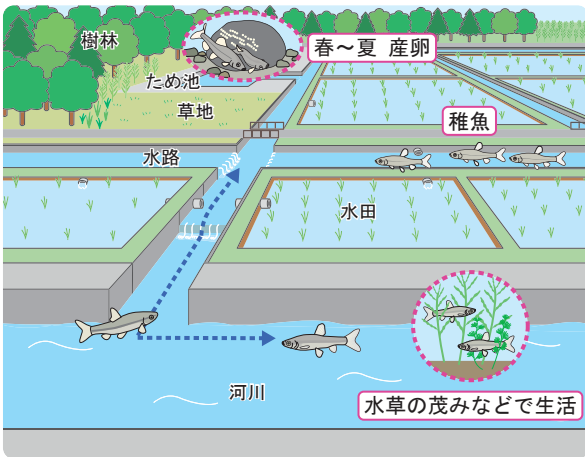 樹林
春～夏 産卵
ため池
草地
稚魚
水路
水田
河川
水草の茂みなどで生活